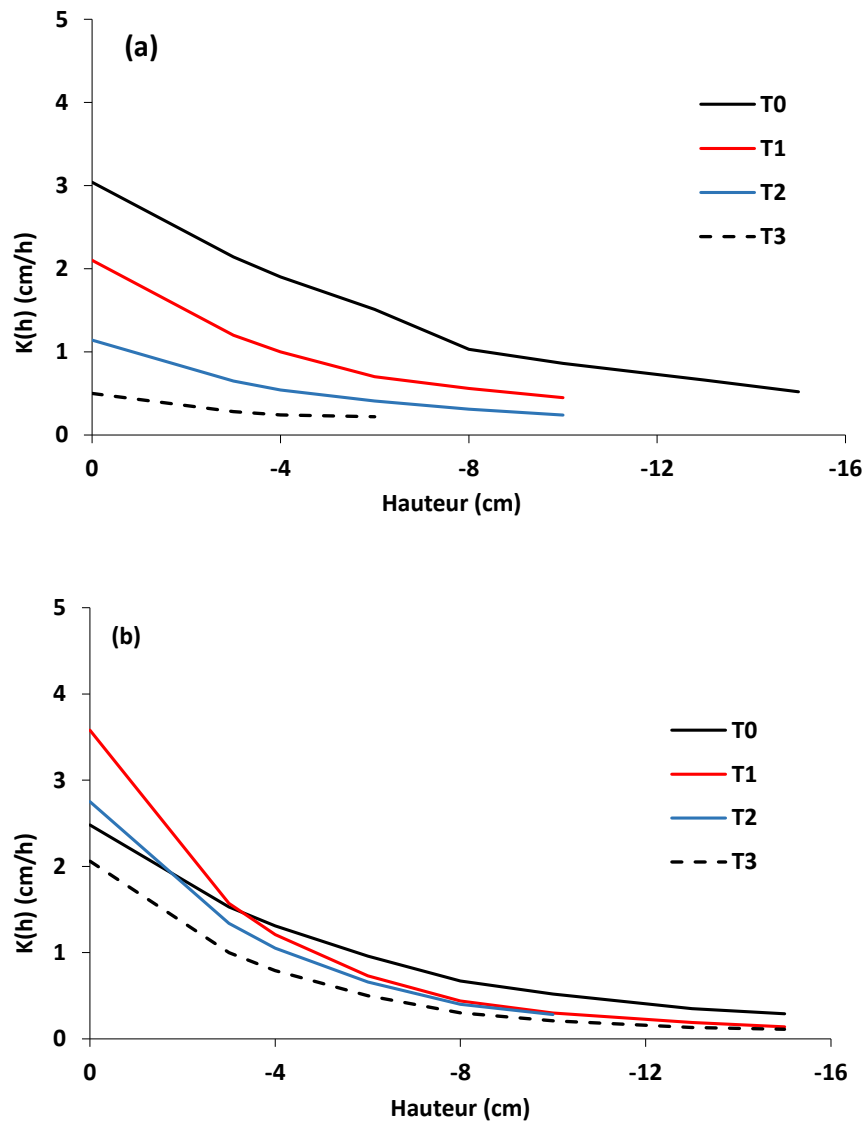 (a)
5
4
3
2
1
0
K(h) (cm/h)
T0
T1
T2
T3
0 -4 -8 -12 -16
Hauteur (cm)
(b)
5
4
3
2
1
0
K(h) (cm/h)
T0
T1
T2
T3
0 -4 -8 -12 -16
Hauteur (cm)